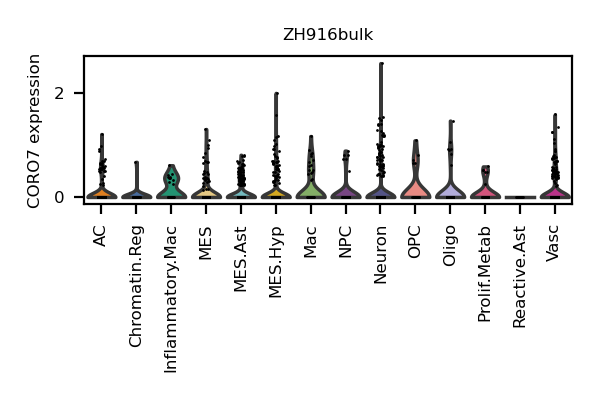 ZH916bulk
CORO7 expression
2
0
AC
Chromatin.Reg
Inflammatory.Mac
MES
MES.Ast
MES.Hyp
Mac
NPC
Neuron
OPC
Oligo
Prolif.Metab
Reactive.Ast
Vasc